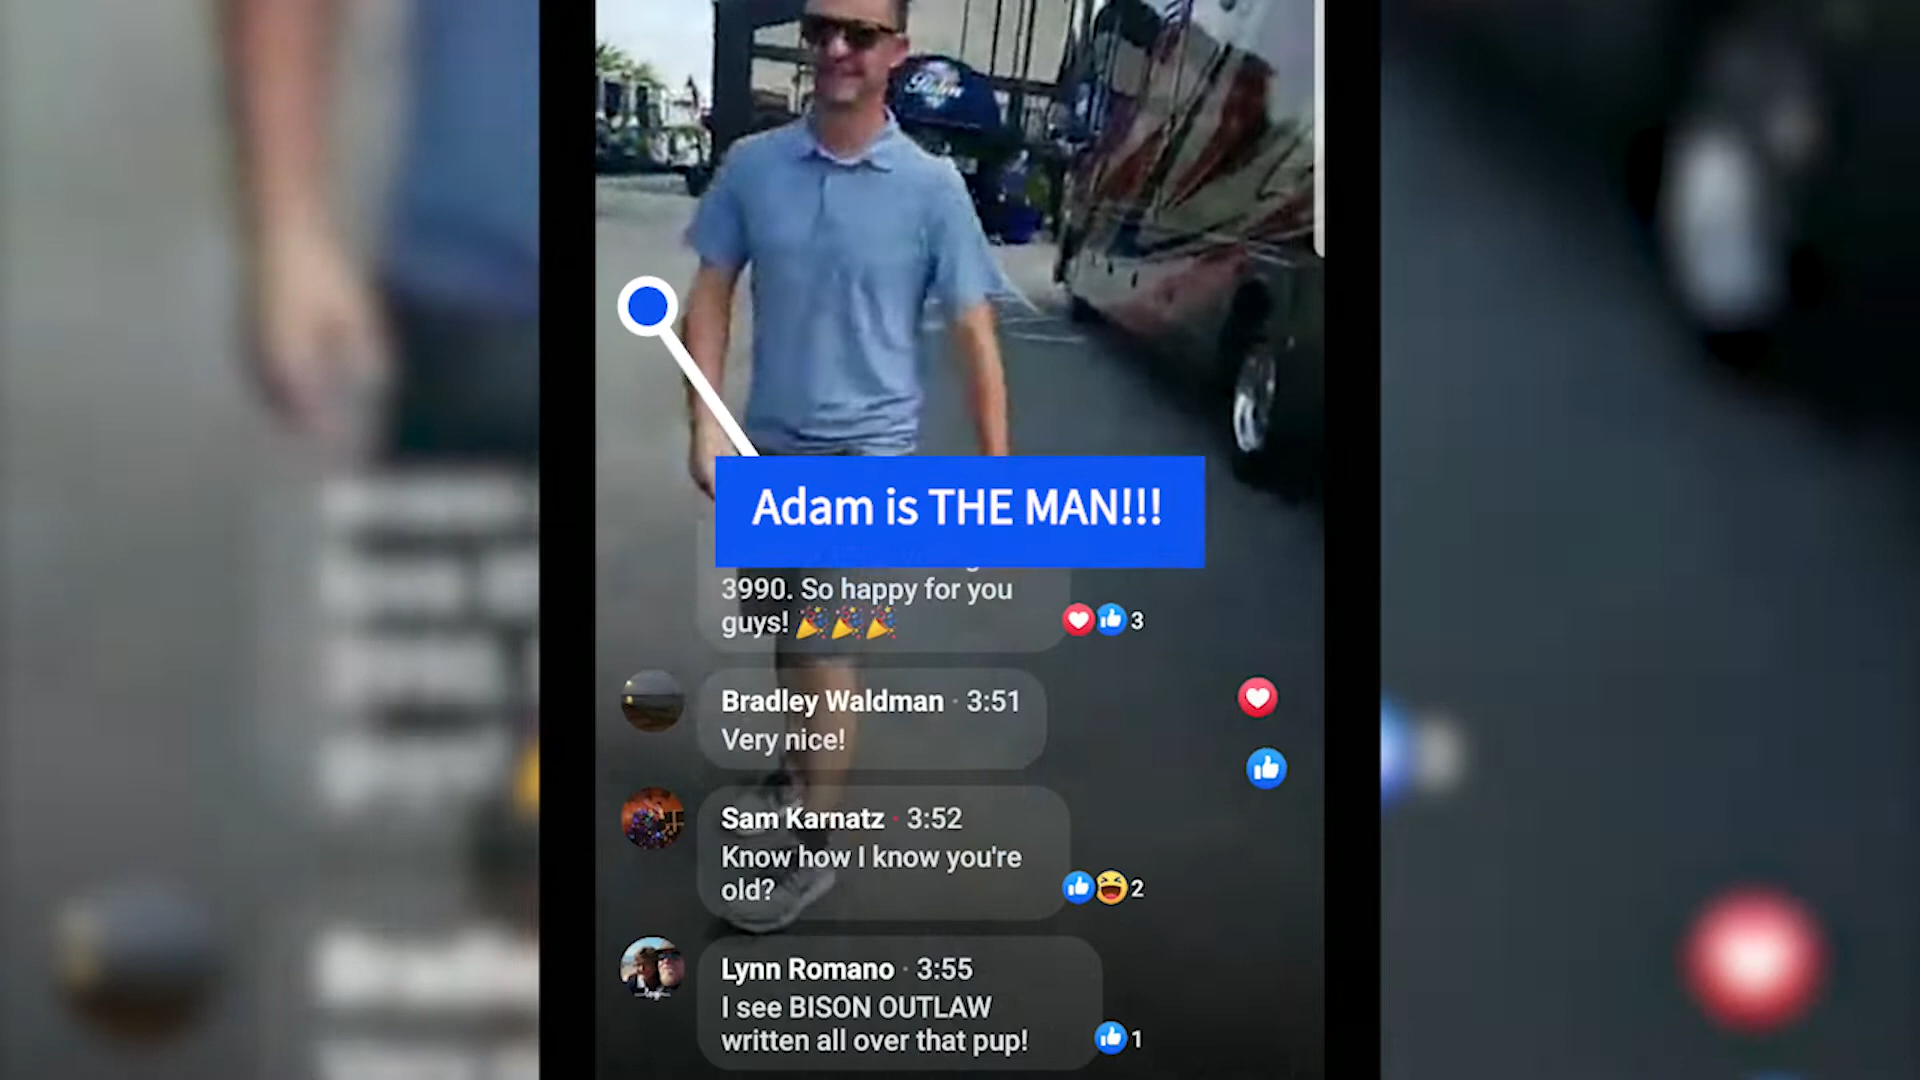 Adam is THE MAN!!!
3990. So happy for you
guys! 🎉🎉🎉
3
Bradley Waldman · 3:51
Very nice!
Sam Karnatz · 3:52
Know how I know you're
old?
2
Lynn Romano · 3:55
I see BISON OUTLAW
written all over that pup!
1